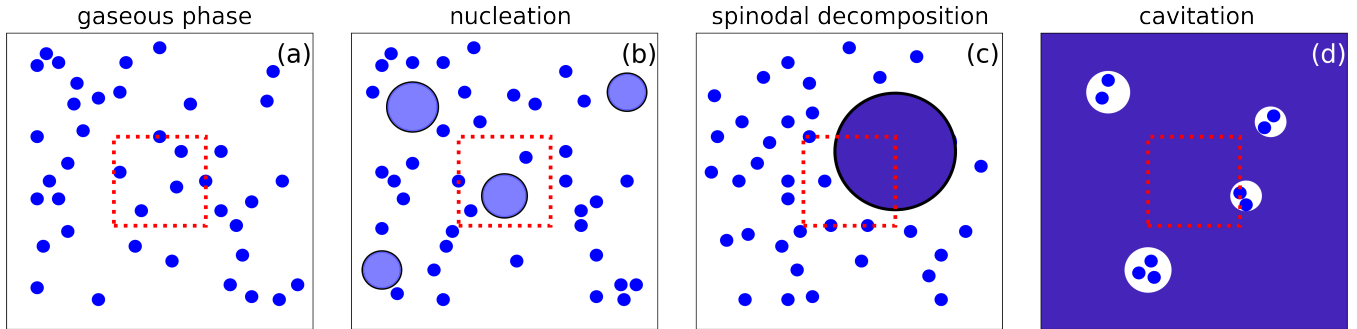 gaseous phase
nucleation
spinodal decomposition
cavitation
(a)
(b)
(c)
(d)